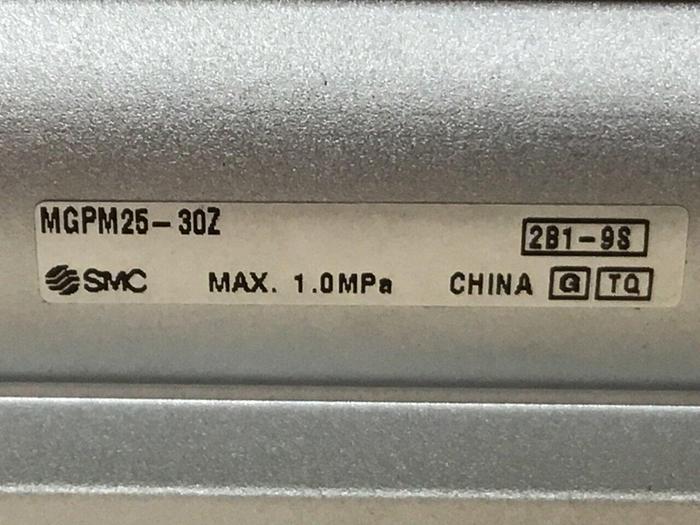 MGPM25-30Z
2B1-9S
SMC MAX. 1.0MPa CHINA G TQ